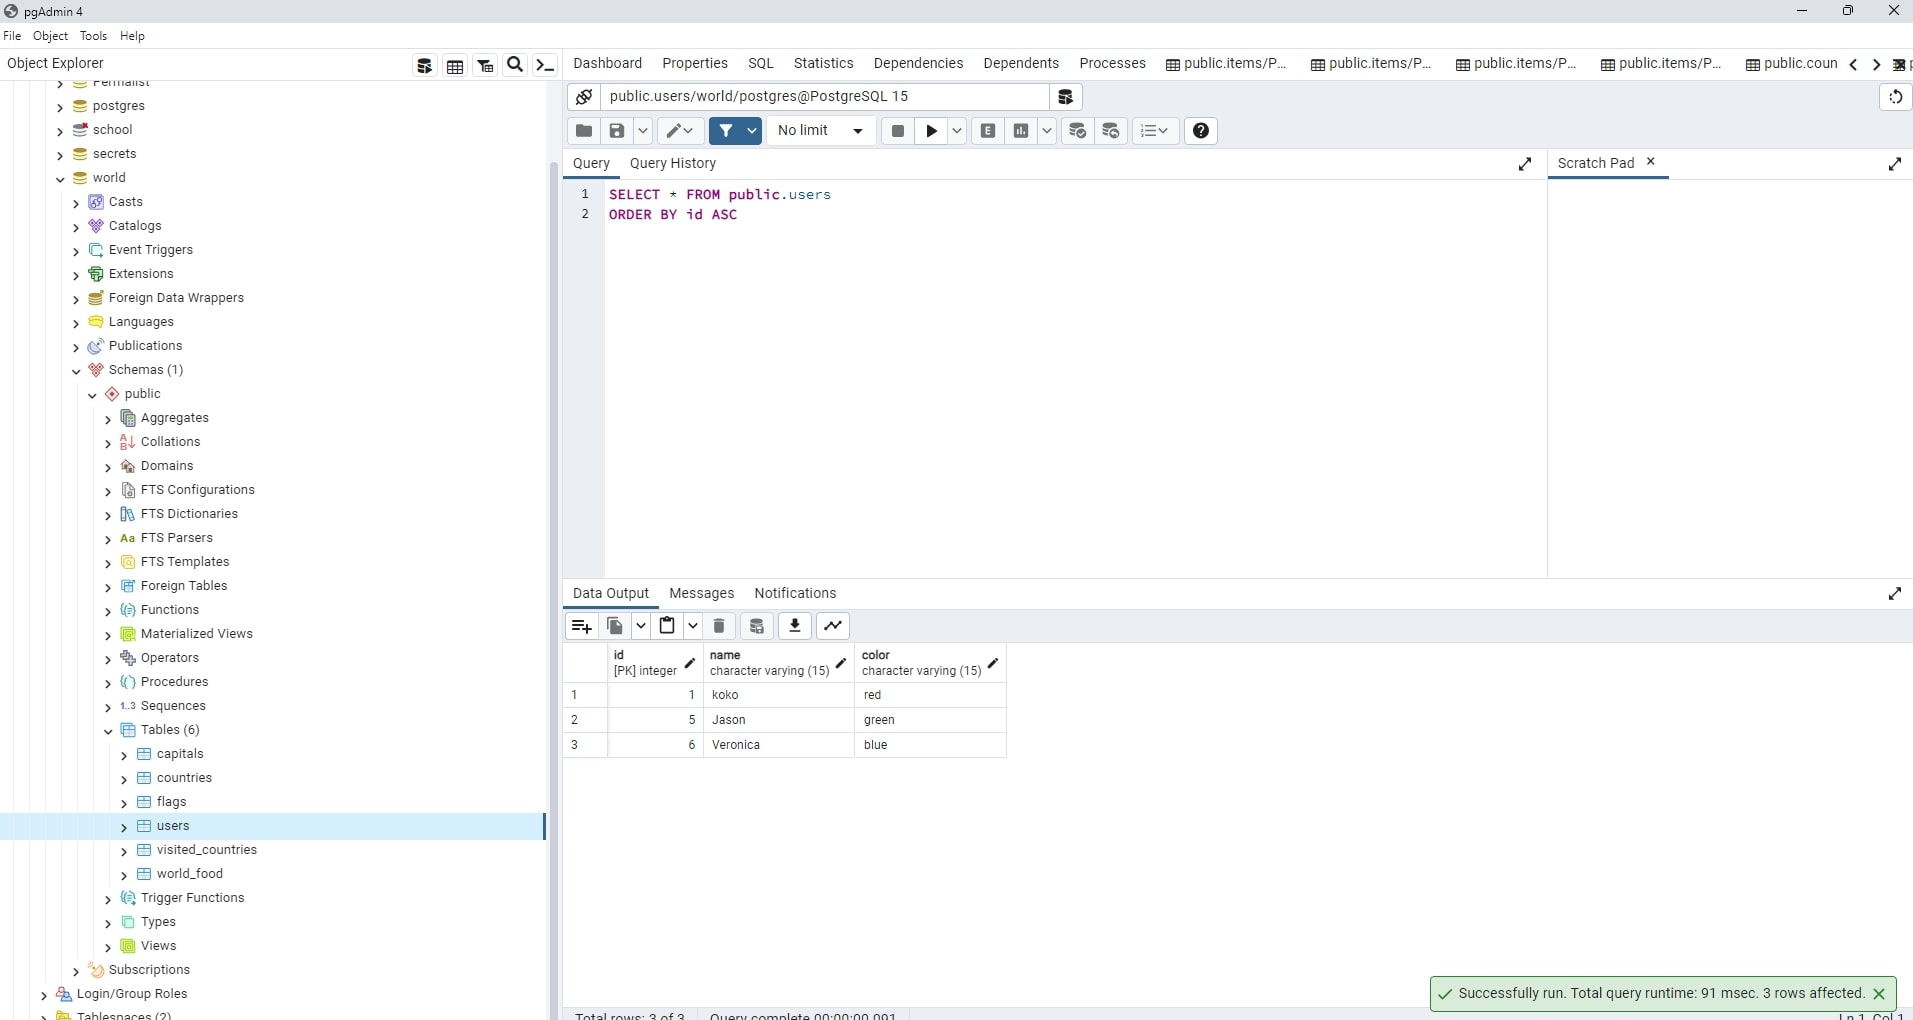 pgAdmin 4
File Object Tools Help
Object Explorer
Dashboard Properties SQL Statistics Dependencies Dependents Processes public.items/P... public.items/P... public.items/P... public.items/P... public.coun
Permalist
postgres
school
secrets
world
Casts
Catalogs
Event Triggers
Extensions
Foreign Data Wrappers
Languages
Publications
Schemas (1)
public
Aggregates
Collations
Domains
FTS Configurations
FTS Dictionaries
Aa FTS Parsers
FTS Templates
Foreign Tables
Functions
Materialized Views
Operators
Procedures
1..3 Sequences
Tables (6)
capitals
countries
flags
users
visited_countries
world_food
Trigger Functions
Types
Views
Subscriptions
Login/Group Roles
Tablespaces (2)
public.users/world/postgres@PostgreSQL 15
No limit
E
Query Query History
Scratch Pad
1 SELECT * FROM public.users
2 ORDER BY id ASC
Data Output Messages Notifications
id name color
[PK] integer character varying (15) character varying (15)
1 1 koko red
2 5 Jason green
3 6 Veronica blue
Successfully run. Total query runtime: 91 msec. 3 rows affected.
Total rows: 3 of 3 Query complete 00:00:00.091 Ln 1, Col 1